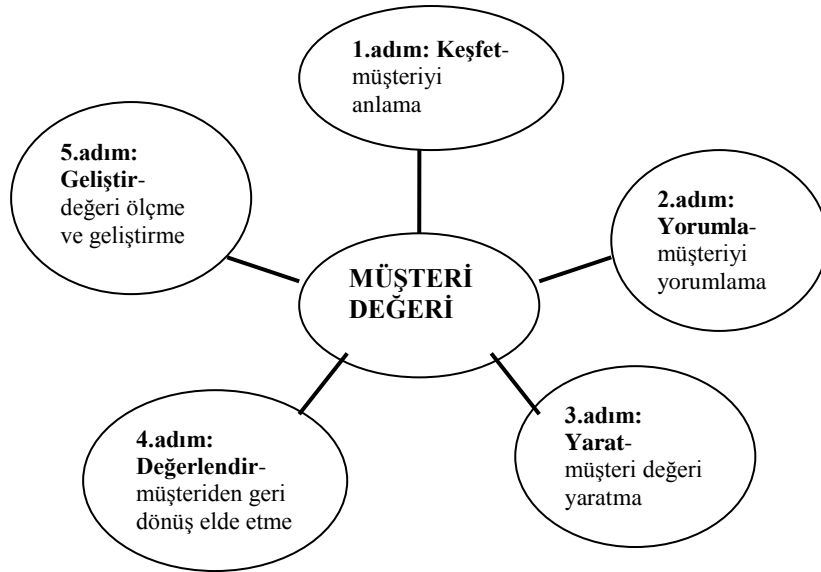 1.adım: Keşfet-
müşteriyi
anlama
2.adım:
Yorumla-
müşteriyi
yorumlama
3.adım:
Yarat-
müşteri değeri
yaratma
4.adım:
Değerlendir-
müşteriden geri
dönüş elde etme
5.adım:
Geliştir-
değeri ölçme
ve geliştirme
MÜŞTERİ
DEĞERİ